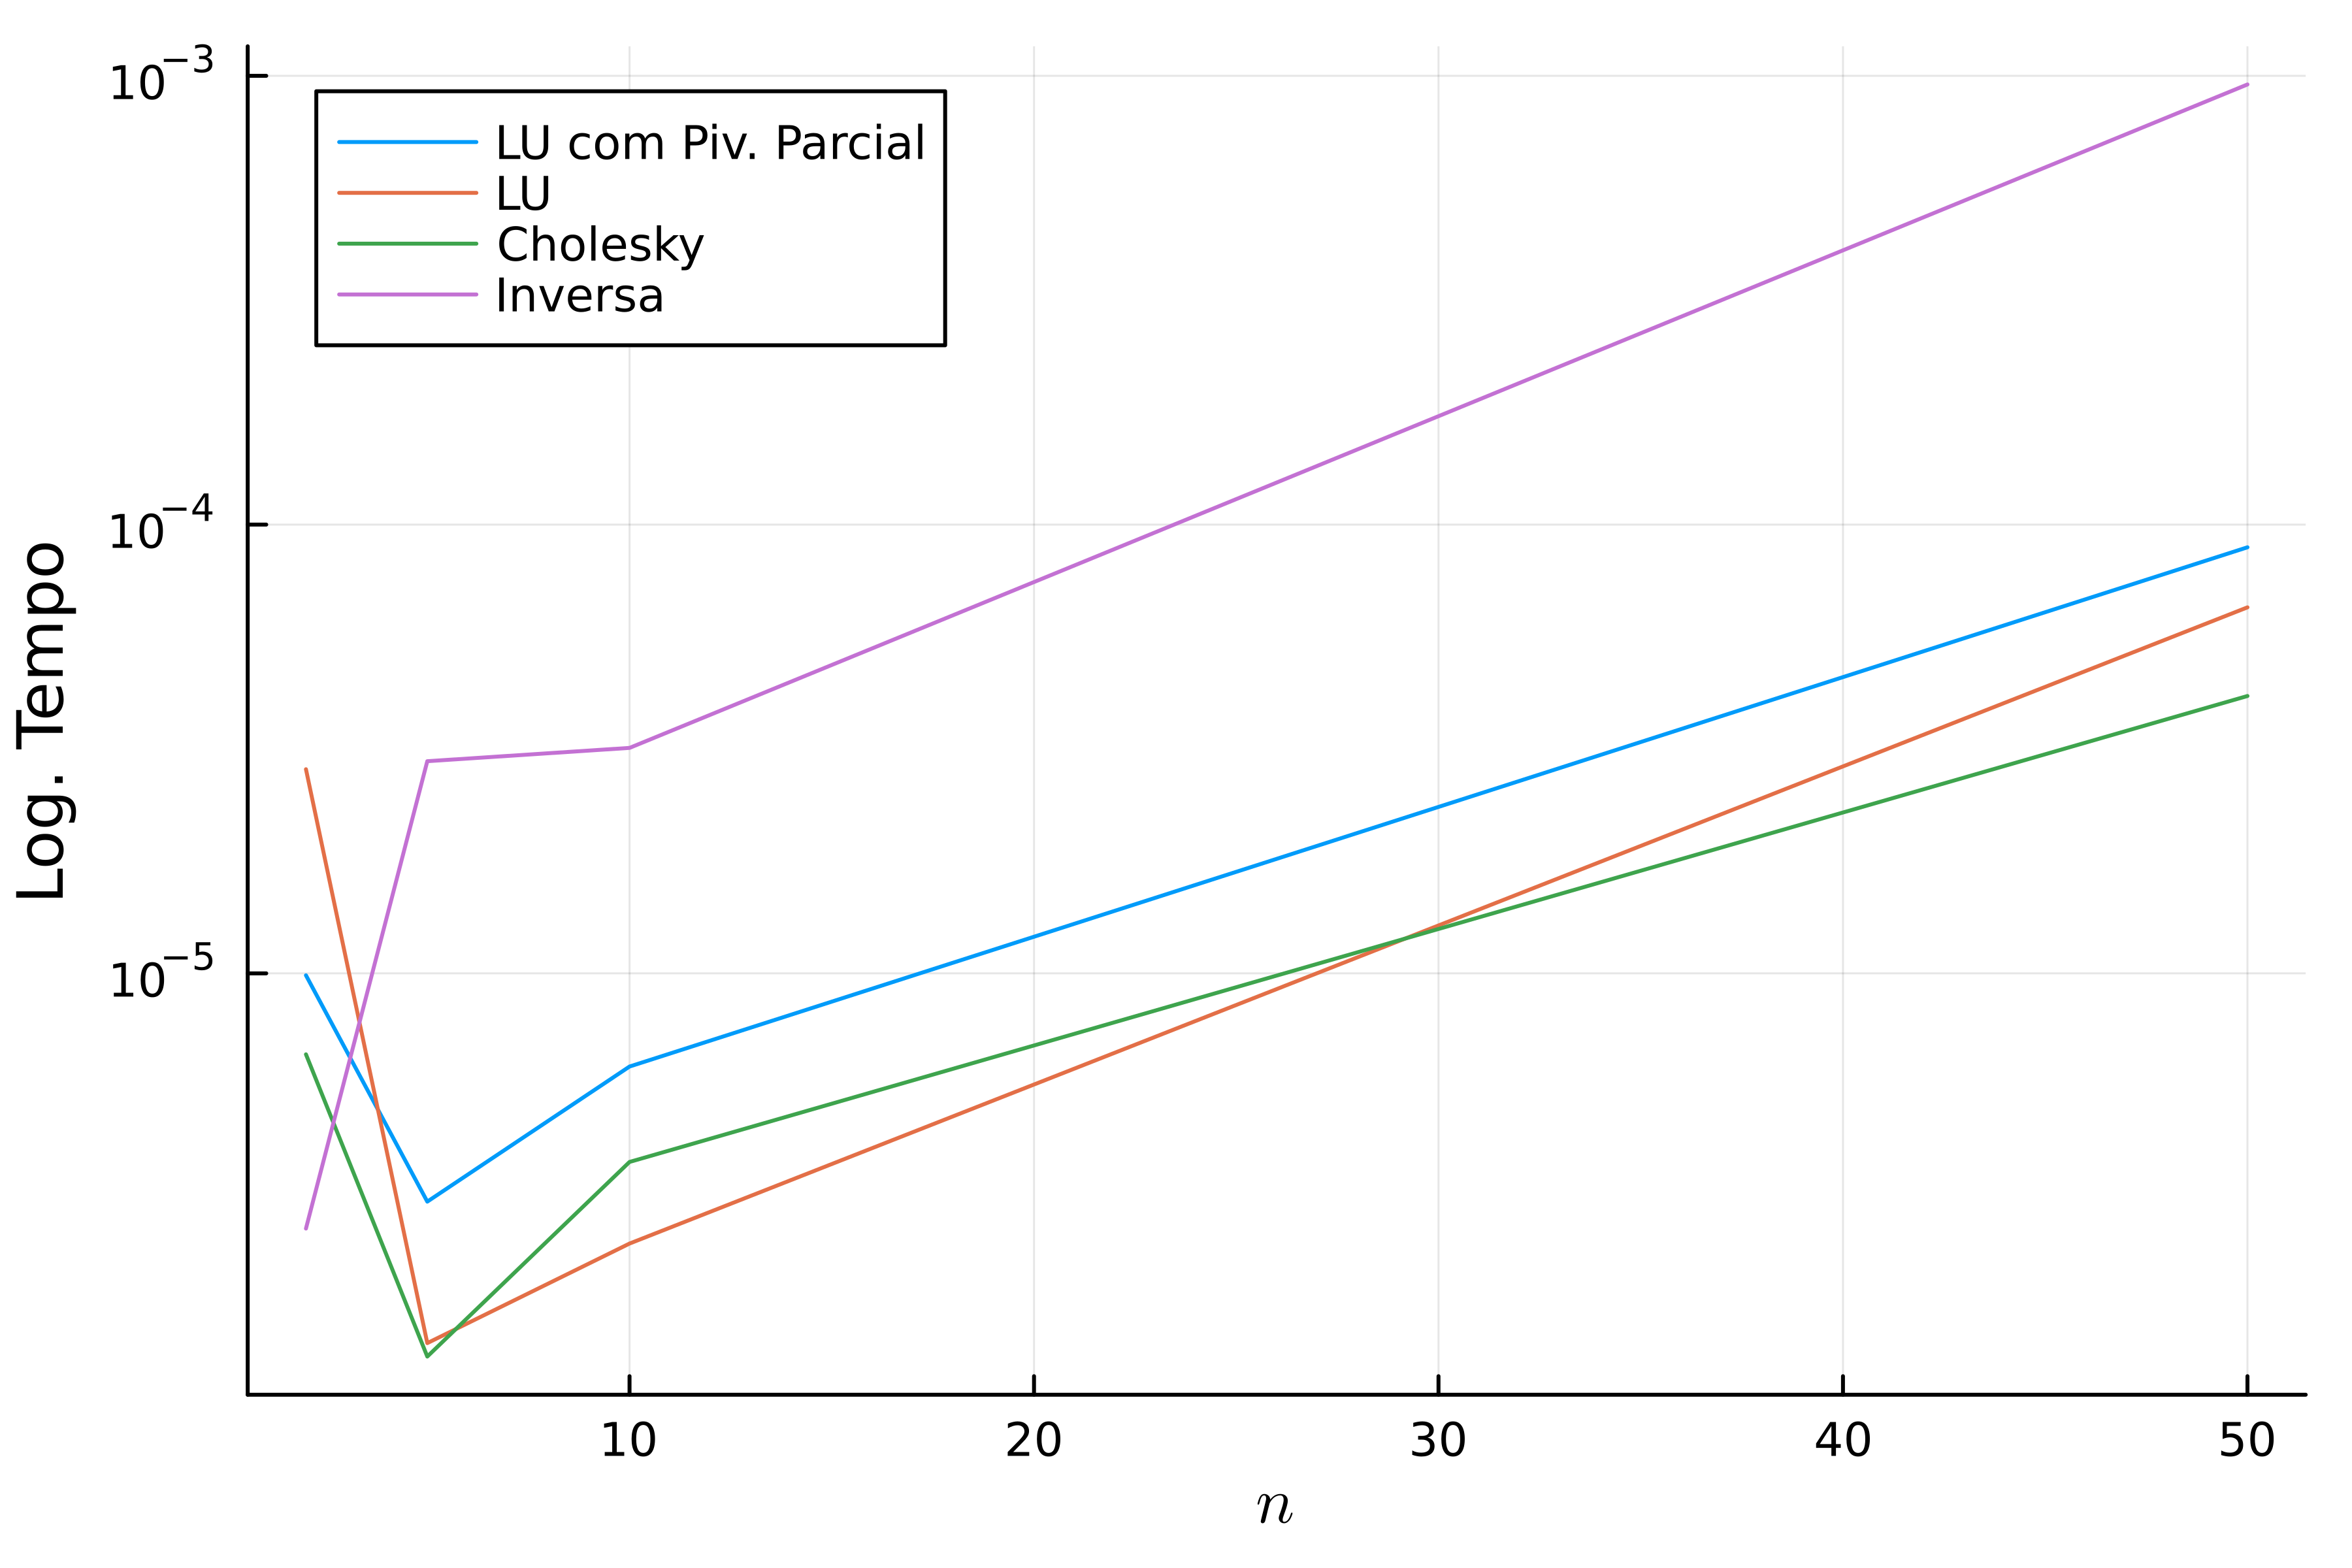 LU com Piv. Parcial
LU
Cholesky
Inversa
Log. Tempo
10⁻³
10⁻⁴
10⁻⁵
10 20 30 40 50
n